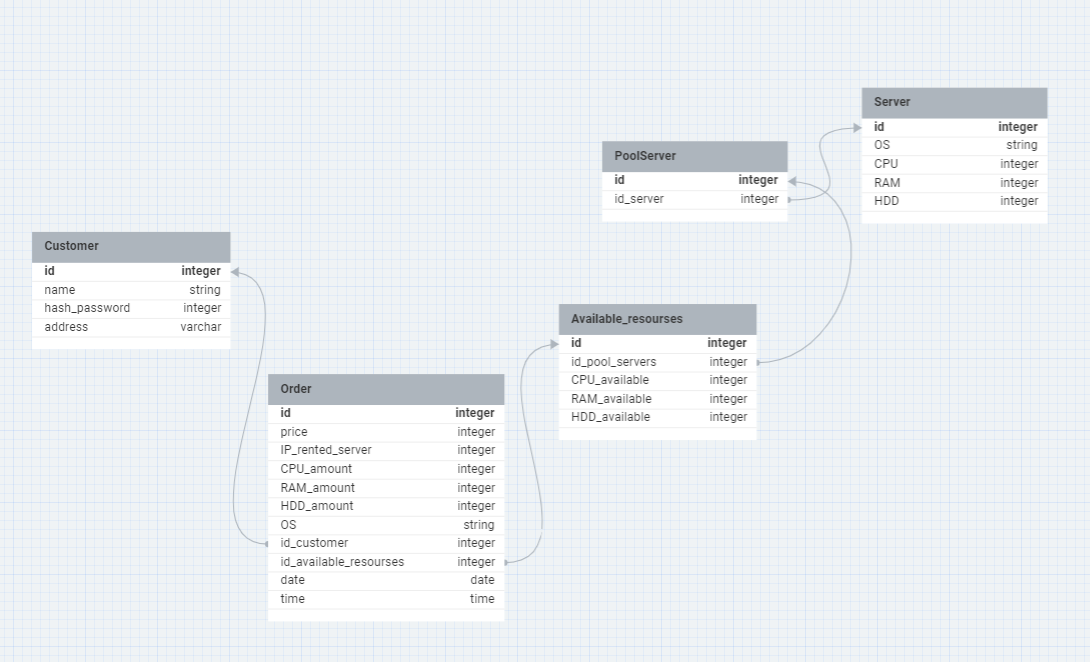 Customer
id integer
name string
hash_password integer
address varchar
Order
id integer
price integer
IP_rented_server integer
CPU_amount integer
RAM_amount integer
HDD_amount integer
OS string
id_customer integer
id_available_resourses integer
date date
time time
Available_resourses
id integer
id_pool_servers integer
CPU_available integer
RAM_available integer
HDD_available integer
PoolServer
id integer
id_server integer
Server
id integer
OS string
CPU integer
RAM integer
HDD integer